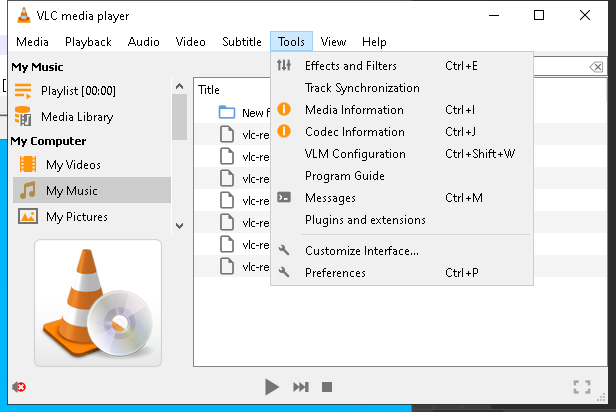 VLC media player
Media Playback Audio Video Subtitle Tools View Help
My Music
Playlist [00:00]
Media Library
My Computer
My Videos
My Music
My Pictures
Title
New f
vlc-re
vlc-re
vlc-re
vlc-re
vlc-re
vlc-re
vlc-re
Effects and Filters Ctrl+E
Track Synchronization
Media Information Ctrl+I
Codec Information Ctrl+J
VLM Configuration Ctrl+Shift+W
Program Guide
Messages Ctrl+M
Plugins and extensions
Customize Interface...
Preferences Ctrl+P